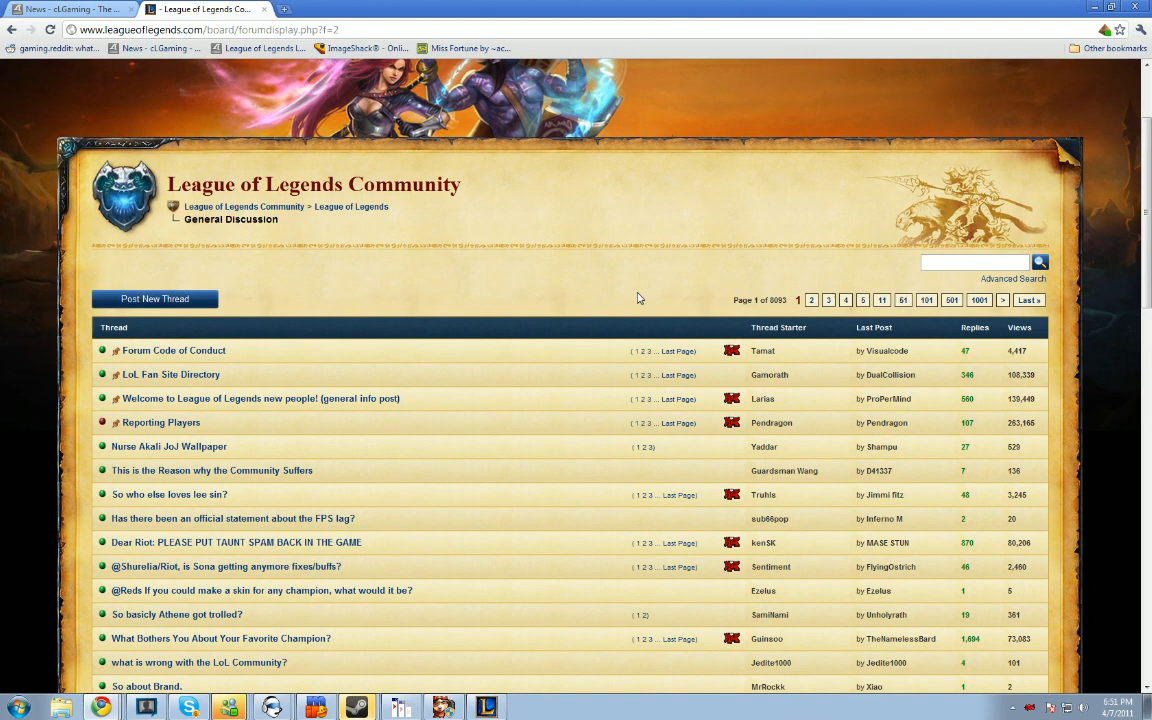 News - cLGaming - The ...
- League of Legends Co...
www.leagueoflegends.com/board/forumdisplay.php?f=2
gaming.reddit: what... News - cLGaming - ... League of Legends L... ImageShack® - Onli... Miss Fortune by ~ac... Other bookmarks
League of Legends Community
League of Legends Community > League of Legends
General Discussion
Advanced Search
Post New Thread Page 1 of 8093 1 2 3 4 5 11 51 101 501 1001 > Last »
Thread Thread Starter Last Post Replies Views
Forum Code of Conduct ( 1 2 3 ... Last Page) Tamat by Visualcode 47 4,417
LoL Fan Site Directory ( 1 2 3 ... Last Page) Gamorath by DualCollision 346 108,339
Welcome to League of Legends new people! (general info post) ( 1 2 3 ... Last Page) Larias by ProPerMind 560 139,449
Reporting Players ( 1 2 3 ... Last Page) Pendragon by Pendragon 107 263,165
Nurse Akali JoJ Wallpaper ( 1 2 3) Yaddar by Shampu 27 529
This is the Reason why the Community Suffers Guardsman Wang by D41337 7 136
So who else loves lee sin? ( 1 2 3 ... Last Page) Truhls by Jimmi fitz 48 3,245
Has there been an official statement about the FPS lag? sub66pop by Inferno M 2 20
Dear Riot: PLEASE PUT TAUNT SPAM BACK IN THE GAME ( 1 2 3 ... Last Page) kenSK by MASE STUN 870 80,206
@Shurelia/Riot, is Sona getting anymore fixes/buffs? ( 1 2 3 ... Last Page) Sentiment by FlyingOstrich 46 2,460
@Reds If you could make a skin for any champion, what would it be? Ezelus by Ezelus 1 5
So basicly Athene got trolled? ( 1 2) SamiNami by Unholyrath 19 361
What Bothers You About Your Favorite Champion? ( 1 2 3 ... Last Page) Guinsoo by TheNamelessBard 1,694 73,083
what is wrong with the LoL Community? Jedite1000 by Jedite1000 4 101
So about Brand. MrRockk by Xiao 1 2
6:51 PM
4/7/2011